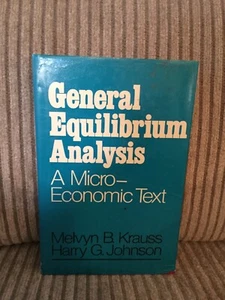 General
Equilibrium
Analysis
A Micro-
Economic Text
Melvyn B. Krauss
Harry G. Johnson